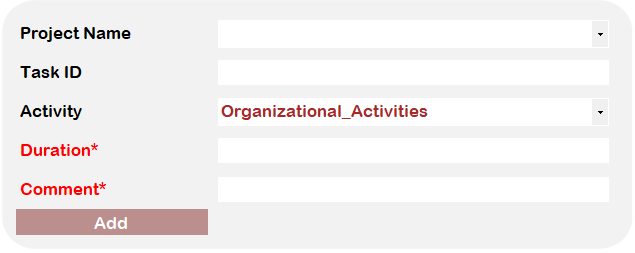 Project Name
Task ID
Activity Organizational_Activities
Duration*
Comment*
Add